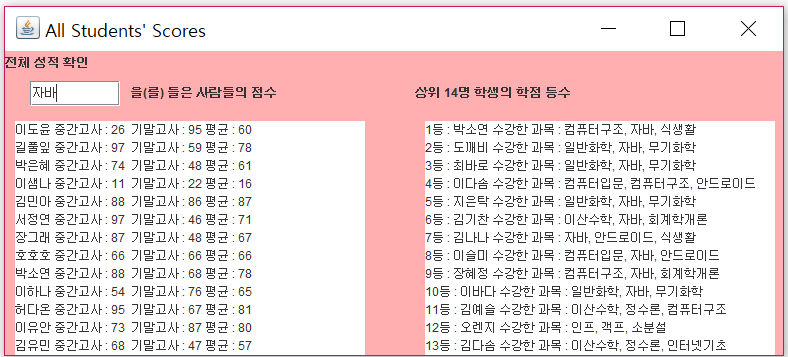 All Students' Scores
전체 성적 확인
자바 을(를) 들은 사람들의 점수
상위 14명 학생의 학점 등수
이도윤 중간고사 : 26 기말고사 : 95 평균 : 60
길풀잎 중간고사 : 97 기말고사 : 59 평균 : 78
박은혜 중간고사 : 74 기말고사 : 48 평균 : 61
이샘나 중간고사 : 11 기말고사 : 22 평균 : 16
김민아 중간고사 : 88 기말고사 : 86 평균 : 87
서정연 중간고사 : 97 기말고사 : 46 평균 : 71
장그래 중간고사 : 87 기말고사 : 48 평균 : 67
호호호 중간고사 : 66 기말고사 : 66 평균 : 66
박소연 중간고사 : 88 기말고사 : 68 평균 : 78
이하나 중간고사 : 54 기말고사 : 76 평균 : 65
허다온 중간고사 : 95 기말고사 : 67 평균 : 81
이유안 중간고사 : 73 기말고사 : 87 평균 : 80
김유민 중간고사 : 68 기말고사 : 47 평균 : 57
1등 : 박소연 수강한 과목 : 컴퓨터구조, 자바, 식생활
2등 : 도깨비 수강한 과목 : 일반화학, 자바, 무기화학
3등 : 최바로 수강한 과목 : 일반화학, 자바, 무기화학
4등 : 이다솜 수강한 과목 : 컴퓨터입문, 컴퓨터구조, 안드로이드
5등 : 지은탁 수강한 과목 : 일반화학, 자바, 무기화학
6등 : 김기찬 수강한 과목 : 이산수학, 자바, 회계학개론
7등 : 김나나 수강한 과목 : 자바, 안드로이드, 식생활
8등 : 이슬미 수강한 과목 : 컴퓨터입문, 자바, 안드로이드
9등 : 장혜정 수강한 과목 : 컴퓨터구조, 자바, 회계학개론
10등 : 이바다 수강한 과목 : 일반화학, 자바, 무기화학
11등 : 김예슬 수강한 과목 : 이산수학, 정수론, 컴퓨터구조
12등 : 오렌지 수강한 과목 : 인프, 객프, 소분설
13등 : 김다솜 수강한 과목 : 이산수학, 정수론, 인터넷기초